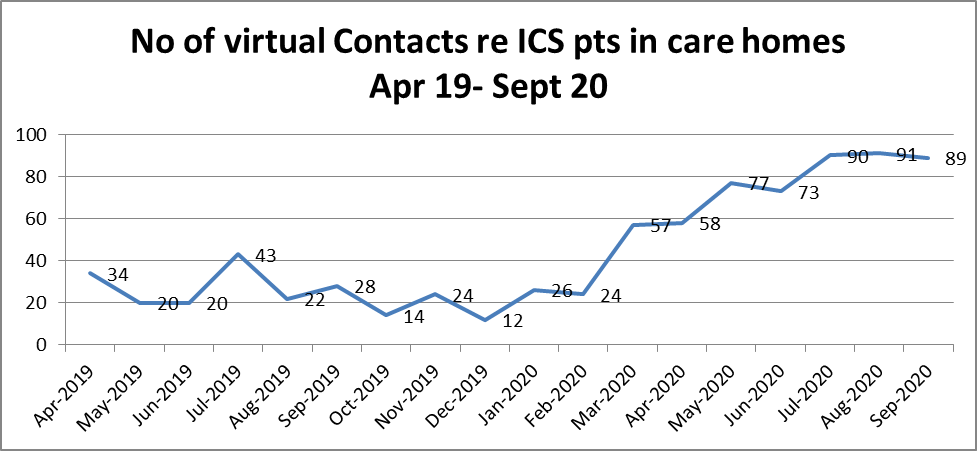 No of virtual Contacts re ICS pts in care homes
Apr 19- Sept 20
100
80
60
40
20
0
34
20
20
43
22
28
14
24
12
26
24
57
58
77
73
90
91
89
Apr-2019
May-2019
Jun-2019
Jul-2019
Aug-2019
Sep-2019
Oct-2019
Nov-2019
Dec-2019
Jan-2020
Feb-2020
Mar-2020
Apr-2020
May-2020
Jun-2020
Jul-2020
Aug-2020
Sep-2020